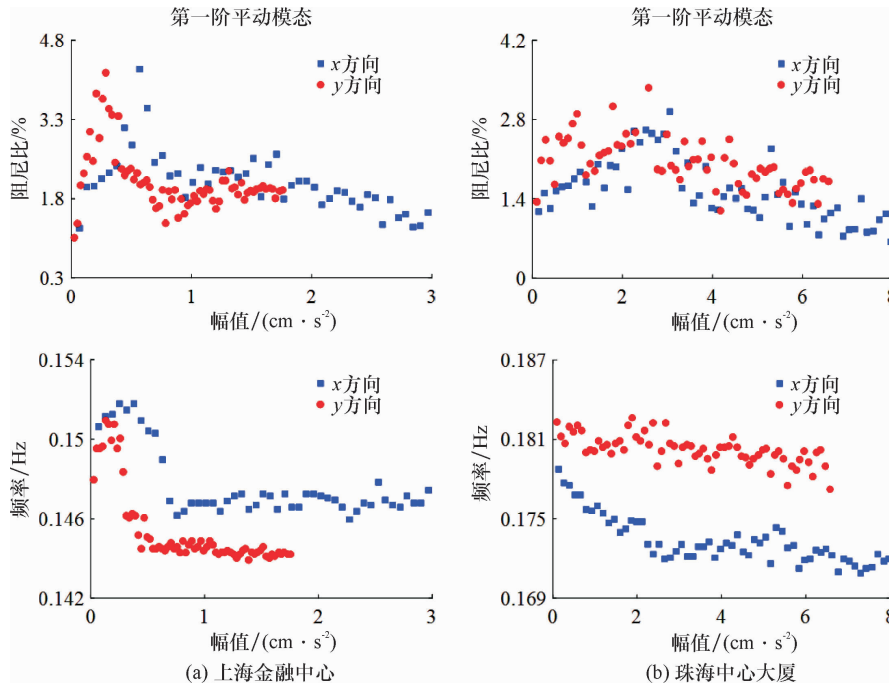 第一阶平动模态
4.8
3.3
1.8
0.3
阻尼比/%
x方向
y方向
0
1
2
3
幅值/(cm · s⁻²)
第一阶平动模态
4.2
2.8
1.4
0
阻尼比/%
x方向
y方向
0
2
4
6
8
幅值/(cm · s⁻²)
0.154
0.15
0.146
0.142
频率/Hz
x方向
y方向
0
1
2
3
幅值/(cm · s⁻²)
(a) 上海金融中心
0.187
0.181
0.175
0.169
频率/Hz
x方向
y方向
0
2
4
6
8
幅值/(cm · s⁻²)
(b) 珠海中心大厦